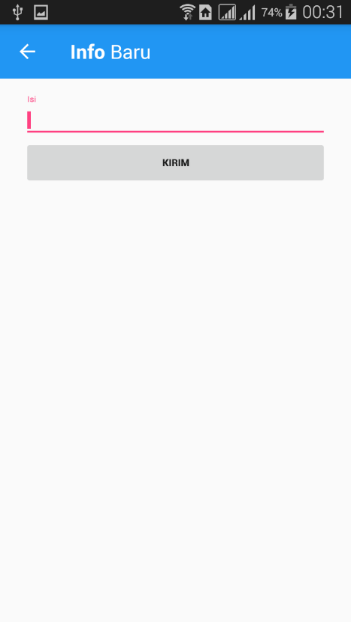 74% 00:31
Info Baru
Isi
KIRIM